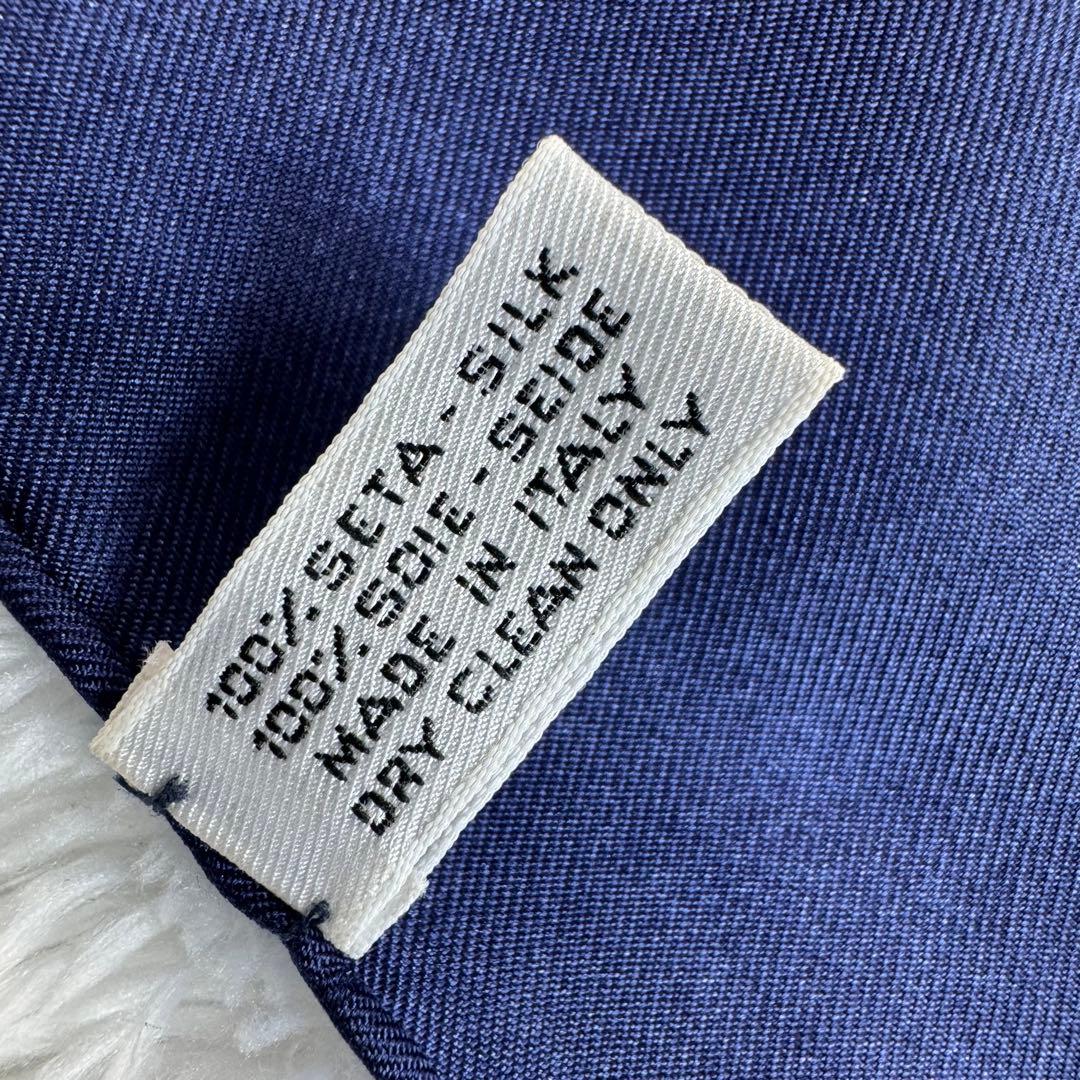 100% SETA - SILK
100% SOIE - SEIDE
MADE IN ITALY
DRY CLEAN ONLY